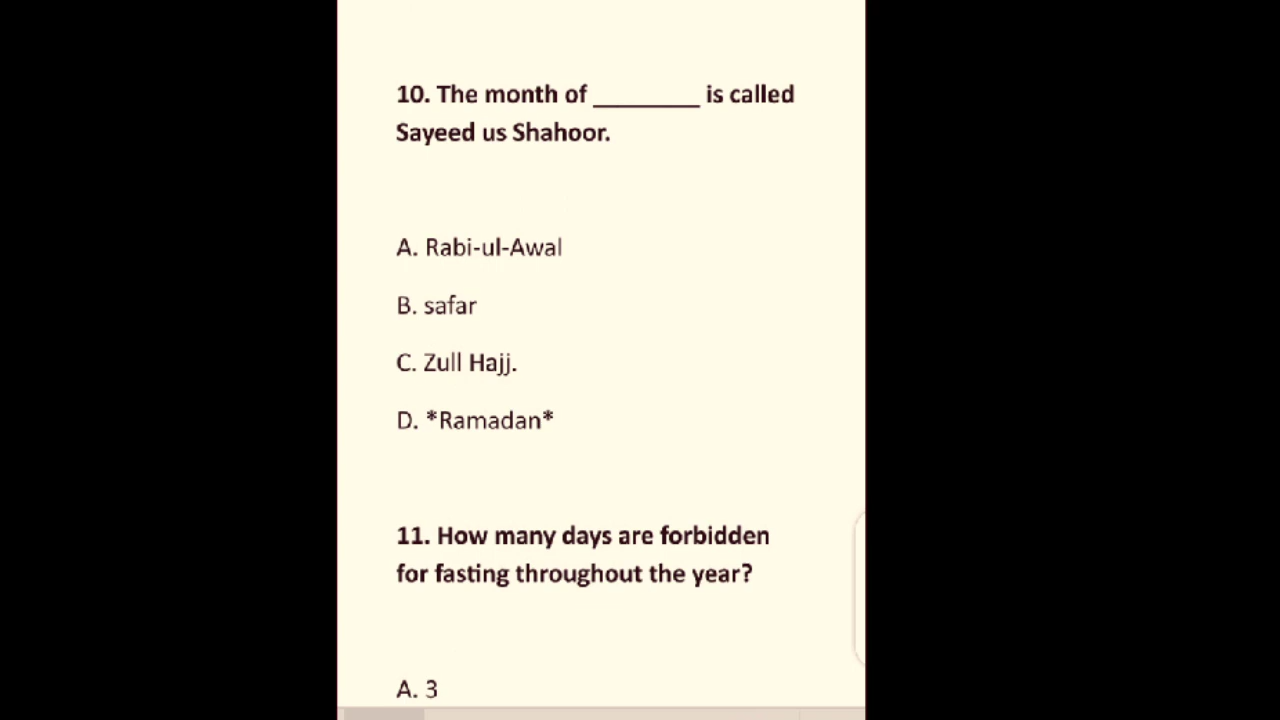 10. The month of ________ is called
Sayeed us Shahoor.
A. Rabi-ul-Awal
B. safar
C. Zull Hajj.
D. *Ramadan*
11. How many days are forbidden
for fasting throughout the year?
A. 3